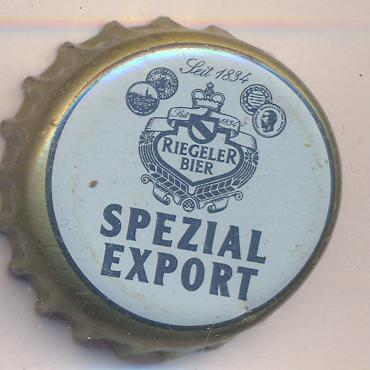 Seit 1834
Seit 1834
RIEGELER
BIER
SPEZIAL
EXPORT